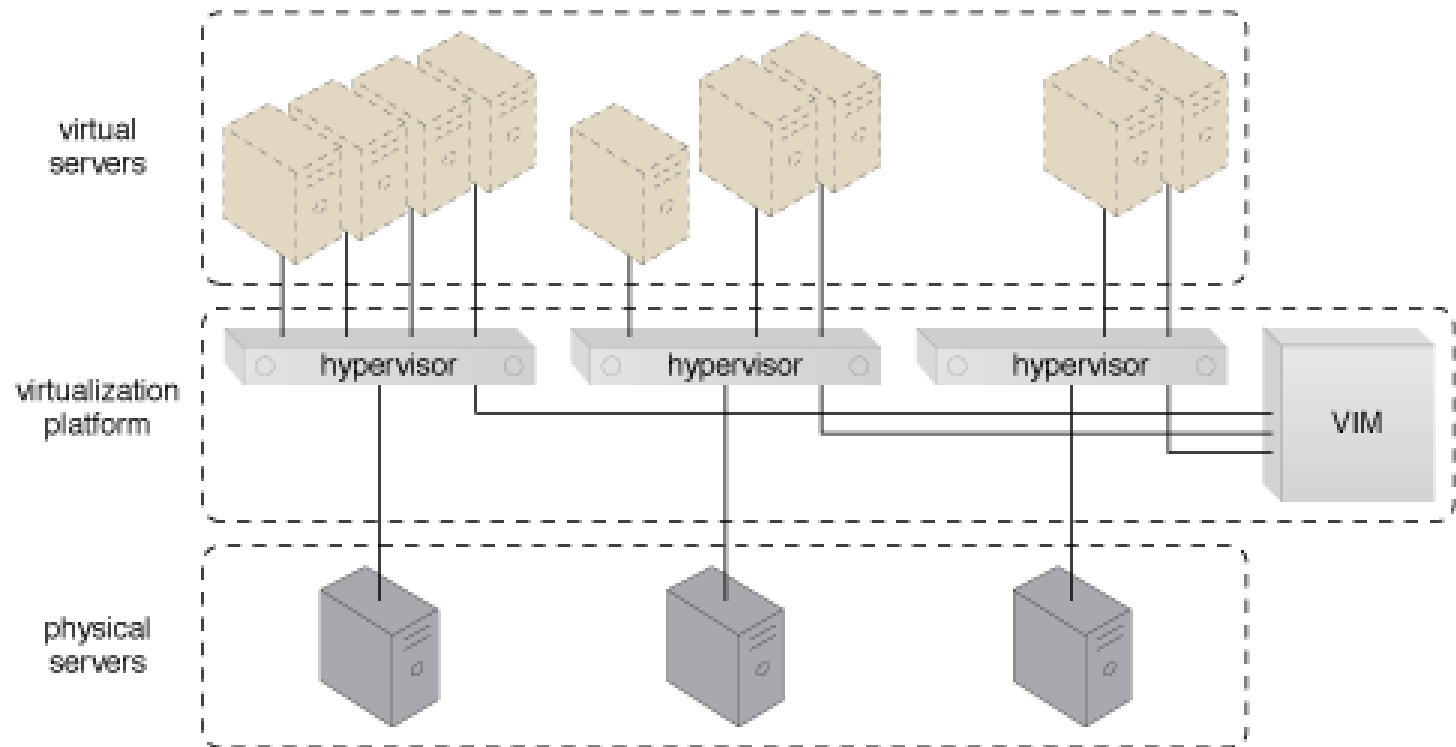 virtual
servers
hypervisor
hypervisor
hypervisor
virtualization
platform
VIM
physical
servers